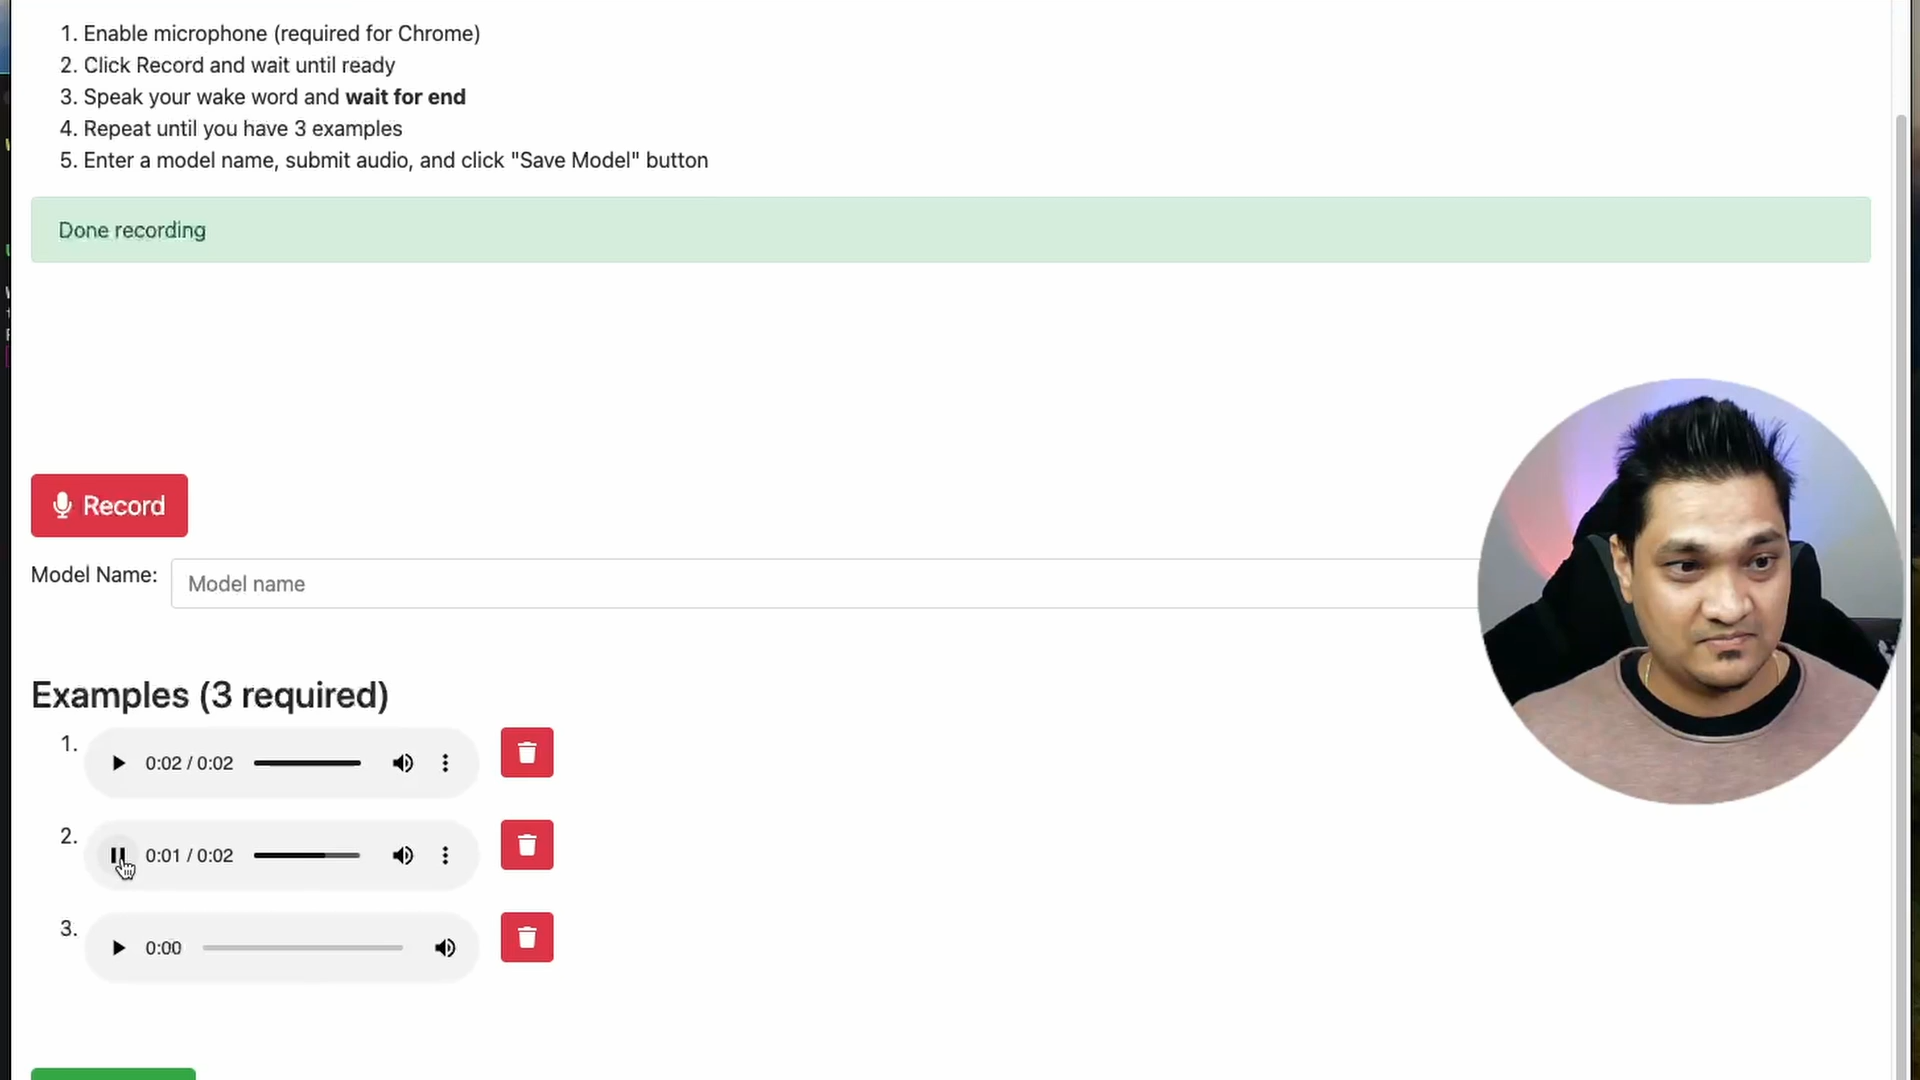 1. Enable microphone (required for Chrome)
2. Click Record and wait until ready
3. Speak your wake word and wait for end
4. Repeat until you have 3 examples
5. Enter a model name, submit audio, and click "Save Model" button
Done recording
Record
Model Name: Model name
Examples (3 required)
1. 0:02 / 0:02
2. 0:01 / 0:02
3. 0:00